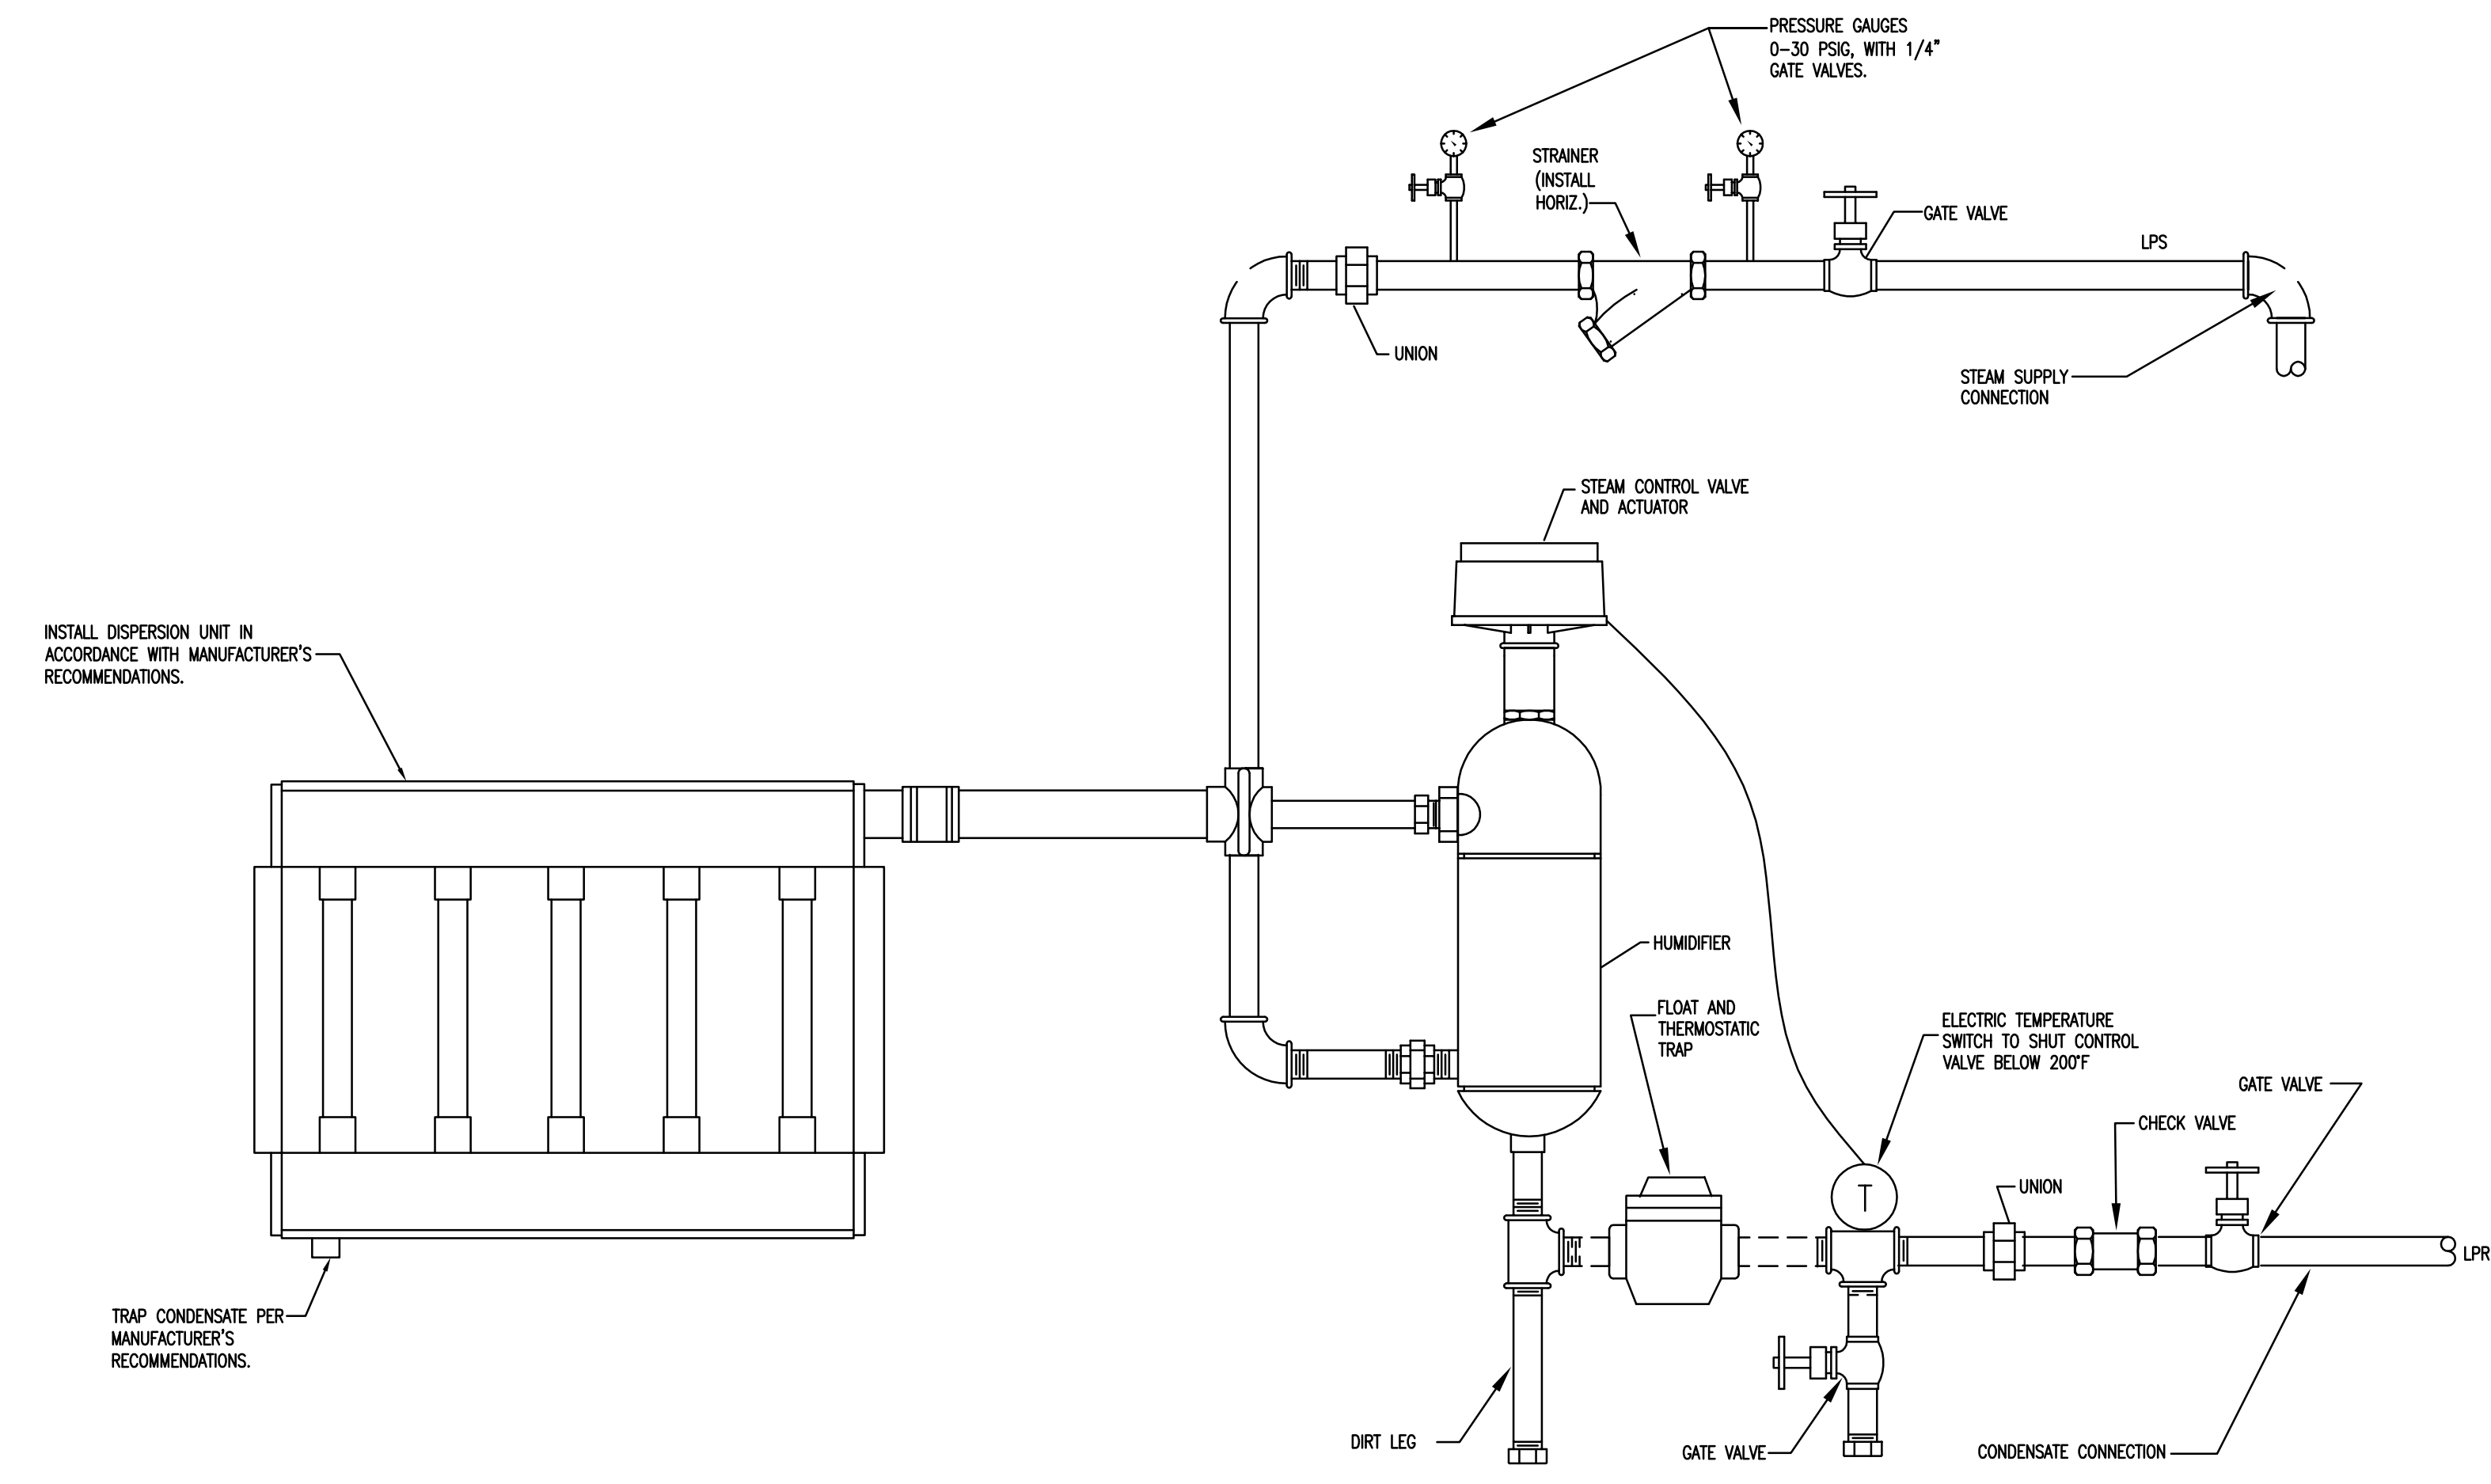 PRESSURE GAUGES
0-30 PSIG, WITH 1/4"
GATE VALVES.
STRAINER
(INSTALL
HORIZ.)
GATE VALVE
LPS
UNION
STEAM SUPPLY
CONNECTION
STEAM CONTROL VALVE
AND ACTUATOR
INSTALL DISPERSION UNIT IN
ACCORDANCE WITH MANUFACTURER'S
RECOMMENDATIONS.
HUMIDIFIER
FLOAT AND
THERMOSTATIC
TRAP
ELECTRIC TEMPERATURE
SWITCH TO SHUT CONTROL
VALVE BELOW 200°F
GATE VALVE
CHECK VALVE
UNION
T
LPR
TRAP CONDENSATE PER
MANUFACTURER'S
RECOMMENDATIONS.
DIRT LEG
GATE VALVE
CONDENSATE CONNECTION